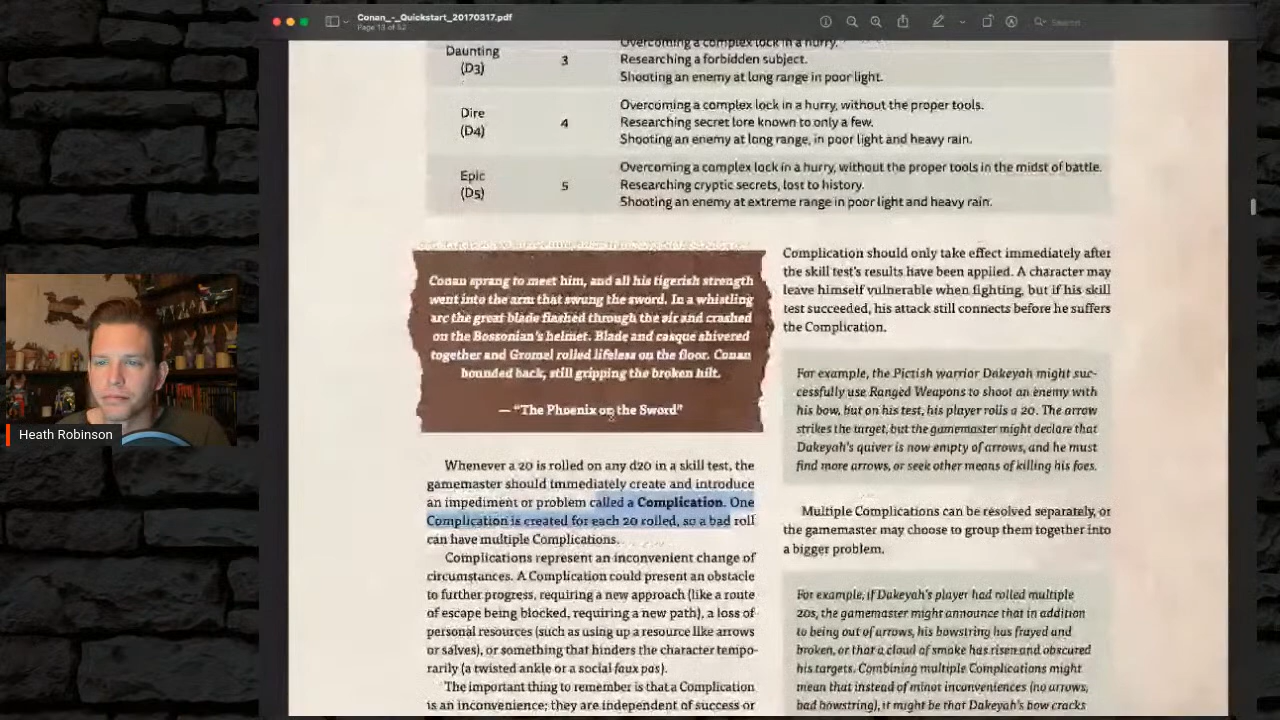 Conan_-_Quickstart_20170317.pdf
Page 13 of 52
Search
Overcoming a complex lock in a hurry.
Daunting
(D3)
3
Researching a forbidden subject.
Shooting an enemy at long range in poor light.
Dire
(D4)
4
Overcoming a complex lock in a hurry, without the proper tools.
Researching secret lore known to only a few.
Shooting an enemy at long range, in poor light and heavy rain.
Epic
(D5)
5
Overcoming a complex lock in a hurry, without the proper tools in the midst of battle.
Researching cryptic secrets, lost to history.
Shooting an enemy at extreme range in poor light and heavy rain.
Conan sprang to meet him, and all his tigerish strength
went into the arm that swung the sword. In a whistling
arc the great blade flashed through the air and crashed
on the Bossonian's helmet. Blade and casque shivered
together and Gromel rolled lifeless on the floor. Conan
bounded back, still gripping the broken hilt.
— "The Phoenix on the Sword"
Whenever a 20 is rolled on any d20 in a skill test, the
gamemaster should immediately create and introduce
an impediment or problem called a Complication. One
Complication is created for each 20 rolled, so a bad roll
can have multiple Complications.
Complications represent an inconvenient change of
circumstances. A Complication could present an obstacle
to further progress, requiring a new approach (like a route
of escape being blocked, requiring a new path), a loss of
personal resources (such as using up a resource like arrows
or salves), or something that hinders the character tempo-
rarily (a twisted ankle or a social faux pas).
The important thing to remember is that a Complication
is an inconvenience; they are independent of success or
Complication should only take effect immediately after
the skill test's results have been applied. A character may
leave himself vulnerable when fighting, but if his skill
test succeeded, his attack still connects before he suffers
the Complication.
For example, the Pictish warrior Dakeyah might suc-
cessfully use Ranged Weapons to shoot an enemy with
his bow, but on his test, his player rolls a 20. The arrow
strikes the target, but the gamemaster might declare that
Dakeyah's quiver is now empty of arrows, and he must
find more arrows, or seek other means of killing his foes.
Multiple Complications can be resolved separately, or
the gamemaster may choose to group them together into
a bigger problem.
For example, if Dakeyah's player had rolled multiple
20s, the gamemaster might announce that in addition
to being out of arrows, his bowstring has frayed and
broken, or that a cloud of smoke has risen and obscured
his targets. Combining multiple Complications might
mean that instead of minor inconveniences (no arrows,
bad bowstring), it might be that Dakeyah's bow cracks
Heath Robinson